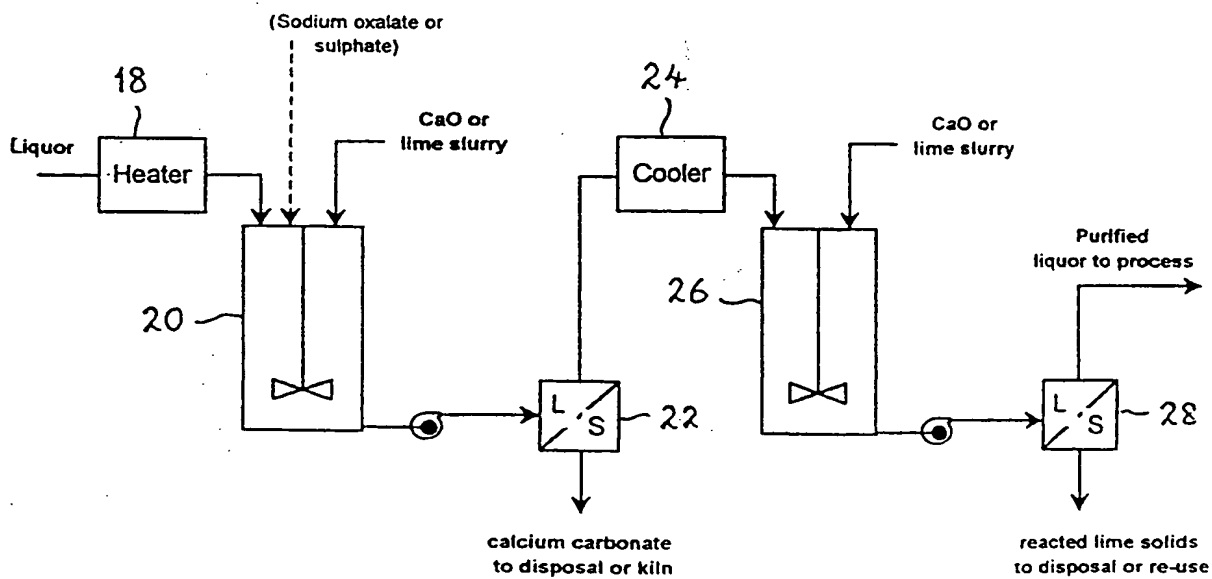 (Sodium oxalate or
sulphate)
18
24
Liquor
Heater
CaO or
lime slurry
Cooler
CaO or
lime slurry
Purified
liquor to process
20
26
L
S
22
L
S
28
calcium carbonate
to disposal or kiln
reacted lime solids
to disposal or re-use